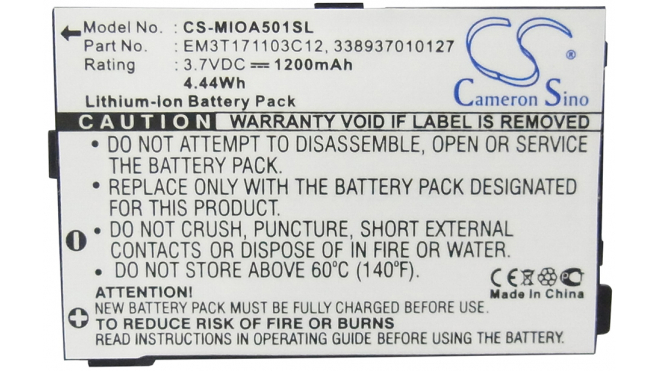 Model No.: CS-MIOA501SL
Part No.: EM3T171103C12, 338937010127
Rating : 3.7VDC 1200mAh
4.44Wh
Lithium-Ion Battery Pack
CS
®
Cameron Sino
CAUTION WARRANTY VOID IF LABEL IS REMOVED
• DO NOT ATTEMPT TO DISASSEMBLE, OPEN OR SERVICE
THE BATTERY PACK.
• REPLACE ONLY WITH THE BATTERY PACK DESIGNATED
FOR THIS PRODUCT.
• DO NOT CRUSH, PUNCTURE, SHORT EXTERNAL
CONTACTS OR DISPOSE OF IN FIRE OR WATER.
• DO NOT STORE ABOVE 60°C (140°F).
CE
Made in China
ATTENTION!
NEW BATTERY PACK MUST BE FULLY CHARGED BEFORE USING IT.
TO REDUCE RISK OF FIRE OR BURNS
READ INSTRUCTIONS IN OPERATING GUIDE BEFORE USING THE BATTERY.